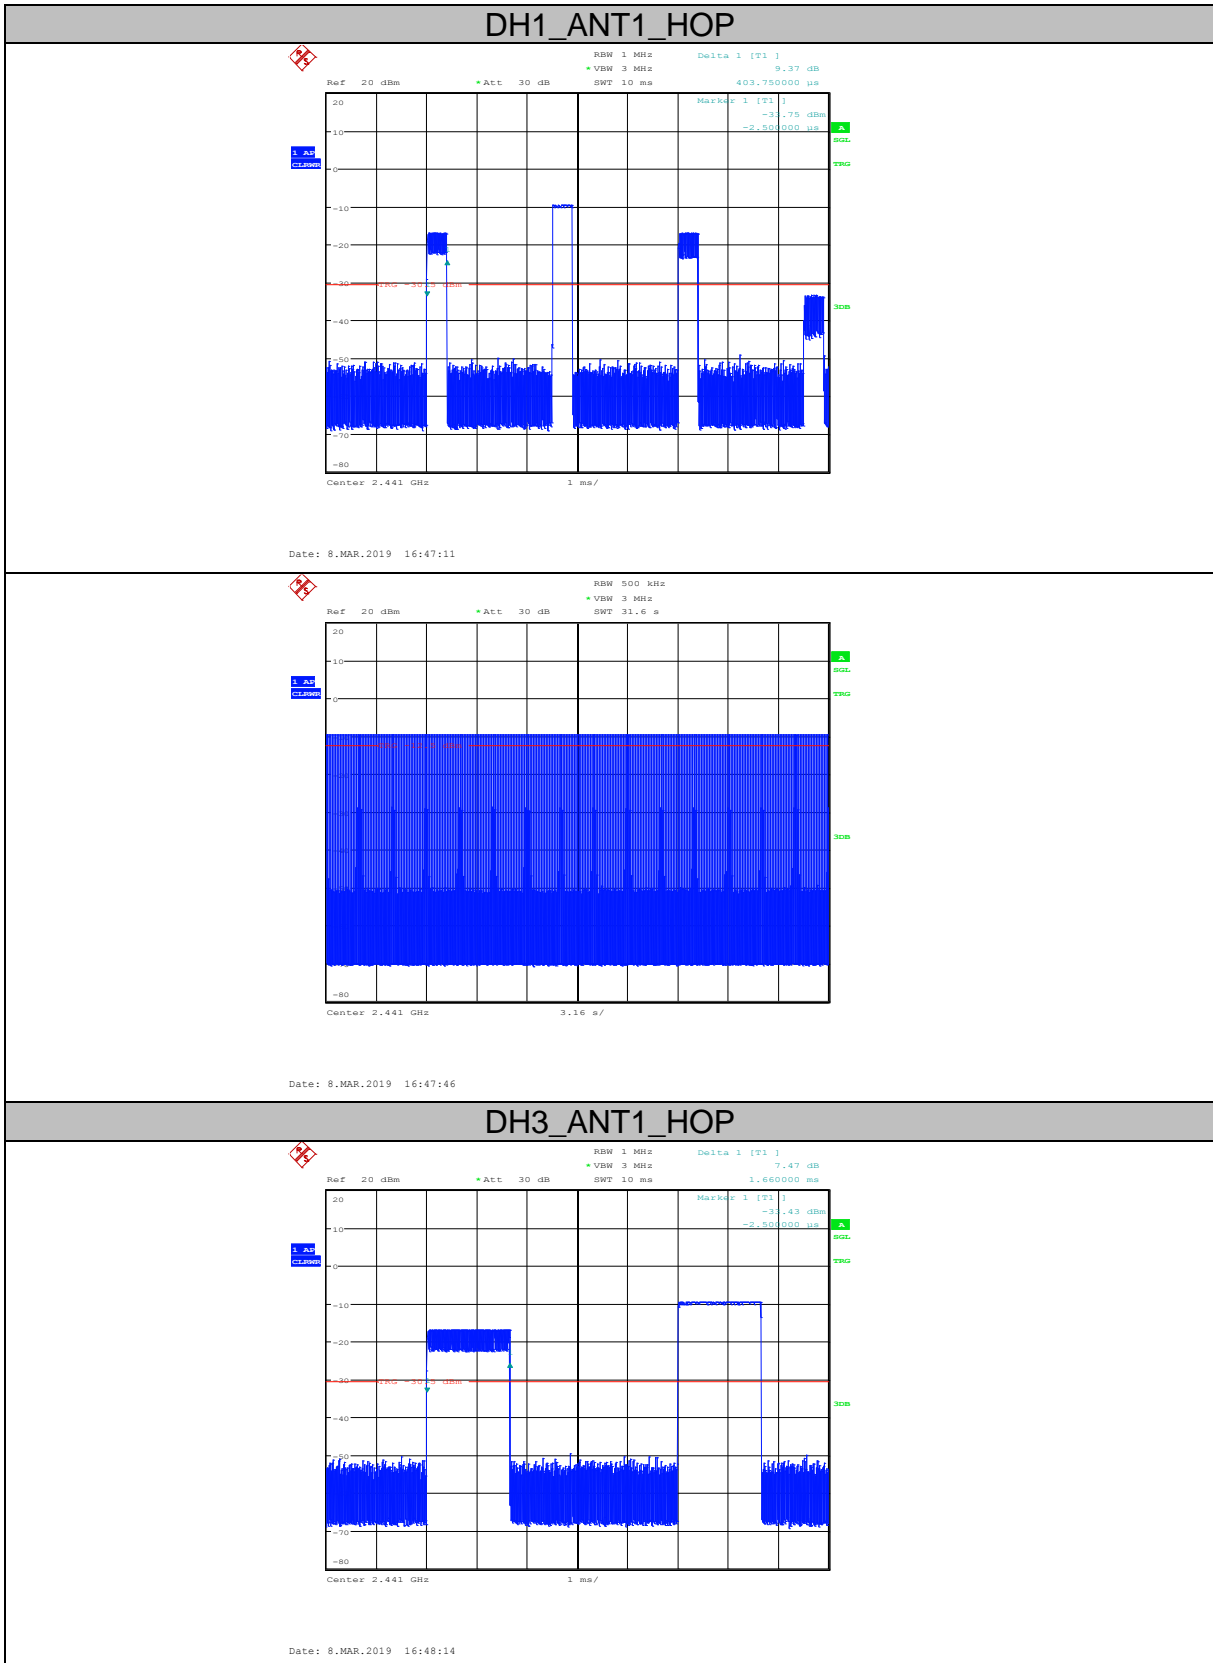 DH1_ANT1_HOP
RBW 1 MHz Delta 1 [T1 ]
*VBW 3 MHz 9.37 dB
Ref 20 dBm *Att 30 dB SWT 10 ms 403.750000 µs
20 Marker 1 [T1 ]
-33.75 dBm
10 -2.500000 µs A
SGL
1 AP
CLRWR 0 TRG
-10
-20
-30 TRG -30.5 dBm
3DB
-40
-50
-70
-80
Center 2.441 GHz 1 ms/
Date: 8.MAR.2019 16:47:11
RBW 500 kHz
*VBW 3 MHz
Ref 20 dBm *Att 30 dB SWT 31.6 s
20
10 A
SGL
1 AP
CLRWR 0 TRG
3DB
-80
Center 2.441 GHz 3.16 s/
Date: 8.MAR.2019 16:47:46
DH3_ANT1_HOP
RBW 1 MHz Delta 1 [T1 ]
*VBW 3 MHz 7.47 dB
Ref 20 dBm *Att 30 dB SWT 10 ms 1.660000 ms
20 Marker 1 [T1 ]
-33.43 dBm
10 -2.500000 µs A
SGL
1 AP
CLRWR 0 TRG
-10
-20
-30 TRG -30.5 dBm
3DB
-40
-50
-70
-80
Center 2.441 GHz 1 ms/
Date: 8.MAR.2019 16:48:14